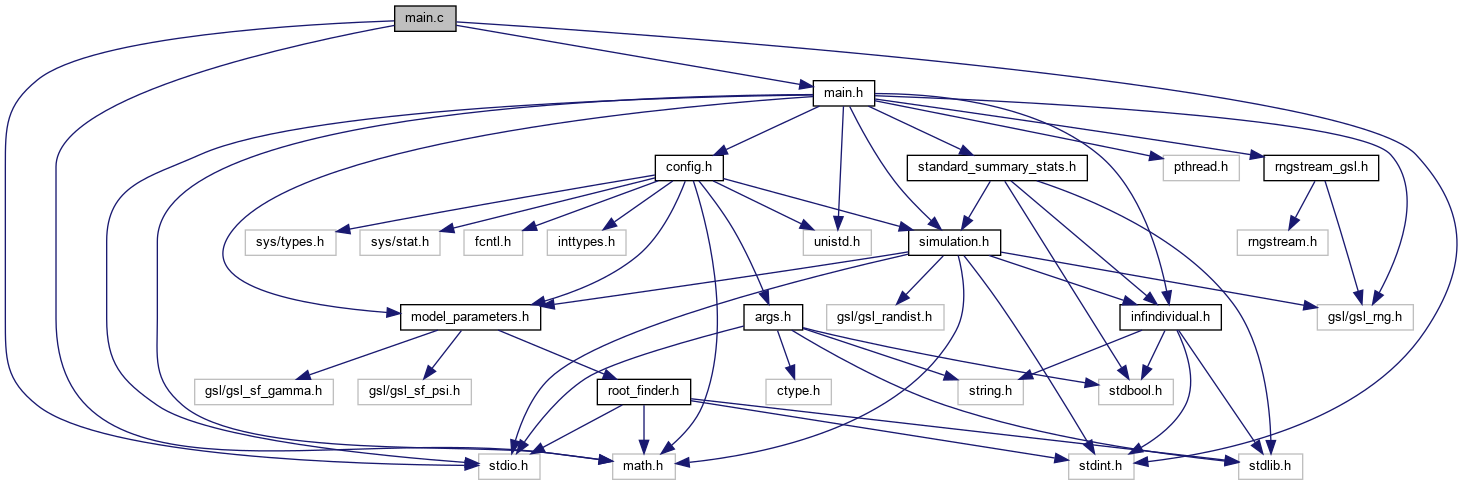 main.c
main.h
config.h
standard_summary_stats.h
pthread.h
rngstream_gsl.h
sys/types.h
sys/stat.h
fcntl.h
inttypes.h
unistd.h
simulation.h
rngstream.h
model_parameters.h
args.h
gsl/gsl_randist.h
infindividual.h
gsl/gsl_rng.h
gsl/gsl_sf_gamma.h
gsl/gsl_sf_psi.h
root_finder.h
ctype.h
string.h
stdbool.h
stdio.h
math.h
stdint.h
stdlib.h